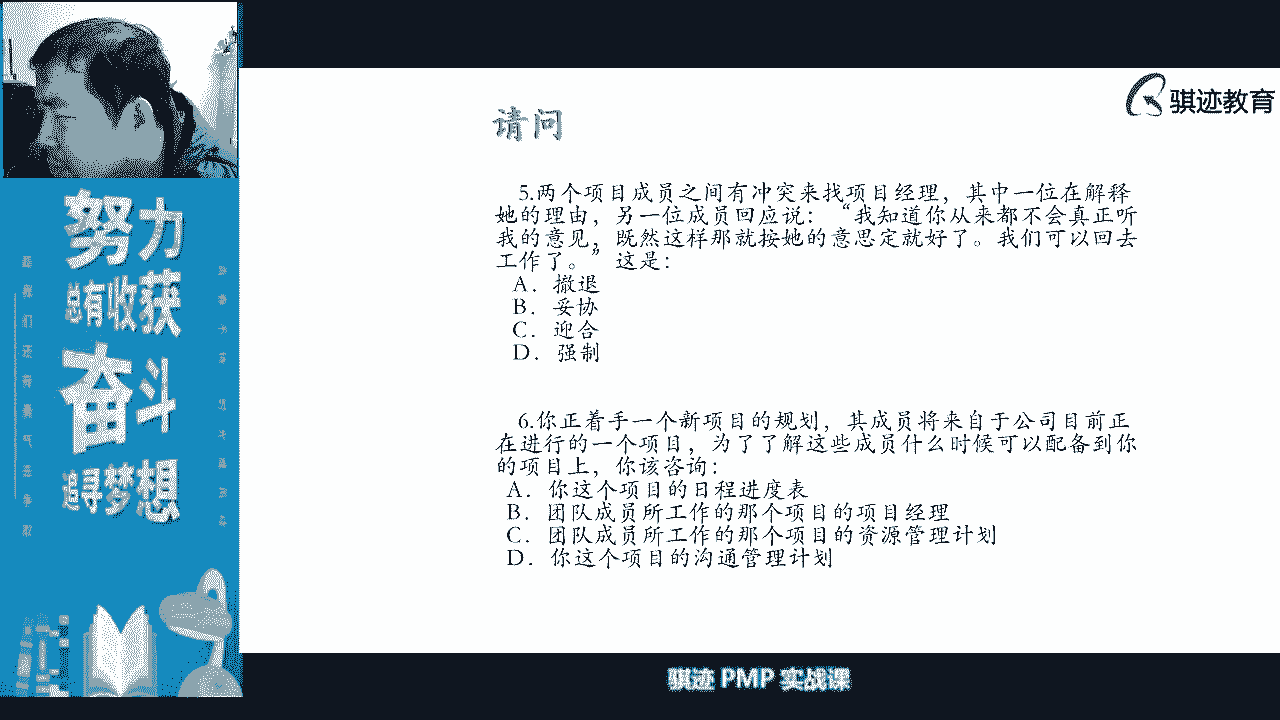 骐迹教育
努力
总有收获
奋斗
追寻梦想
请问
5.两个项目成员之间有冲突来找项目经理，其中一位在解释
她的理由，另一位成员回应说：“我知道你从来都不会真正听
我的意见，既然这样那就按她的意思定就好了。我们可以回去
工作了。”这是：
A．撤退
B．妥协
C．迎合
D．强制
6.你正着手一个新项目的规划，其成员将来自于公司目前正
在进行的一个项目，为了了解这些成员什么时候可以配备到你
的项目上，你该咨询：
A．你这个项目的日程进度表
B．团队成员所工作的那个项目的项目经理
C．团队成员所工作的那个项目的资源管理计划
D．你这个项目的沟通管理计划
骐迹 PMP 实战课